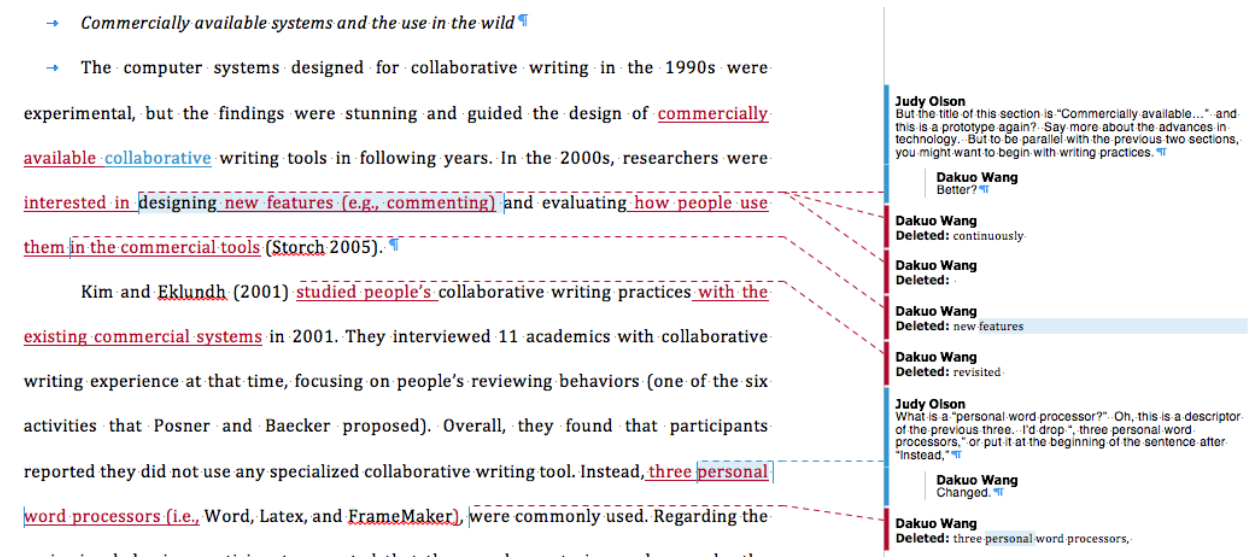 Commercially available systems and the use in the wild
The computer systems designed for collaborative writing in the 1990s were
experimental, but the findings were stunning and guided the design of commercially
available collaborative writing tools in following years. In the 2000s, researchers were
interested in designing new features (e.g., commenting) and evaluating how people use
them in the commercial tools (Storch 2005).
Kim and Eklundh (2001) studied people's collaborative writing practices with the
existing commercial systems in 2001. They interviewed 11 academics with collaborative
writing experience at that time, focusing on people's reviewing behaviors (one of the six
activities that Posner and Baecker proposed). Overall, they found that participants
reported they did not use any specialized collaborative writing tool. Instead, three personal
word processors (i.e., Word, Latex, and FrameMaker), were commonly used. Regarding the
Judy Olson
But the title of this section is "Commercially available..." and
this is a prototype again? Say more about the advances in
technology. But to be parallel with the previous two sections,
you might want to begin with writing practices.
Dakuo Wang
Better?
Dakuo Wang
Deleted: continuously
Dakuo Wang
Deleted:
Dakuo Wang
Deleted: new features
Dakuo Wang
Deleted: revisited
Judy Olson
What is a "personal word processor?" Oh, this is a descriptor
of the previous three. I'd drop ", three personal word
processors," or put it at the beginning of the sentence after
"Instead,"
Dakuo Wang
Changed.
Dakuo Wang
Deleted: three personal word processors,